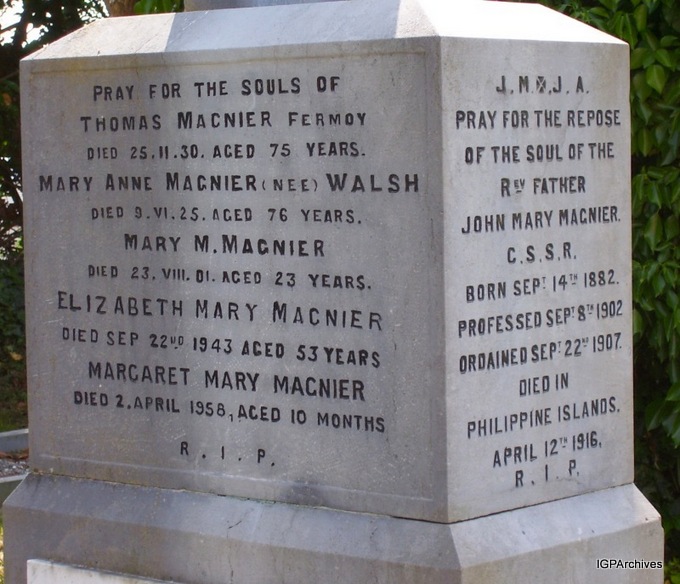 PRAY FOR THE SOULS OF
THOMAS MAGNIER FERMOY
DIED 25.11.30. AGED 75 YEARS.
MARY ANNE MAGNIER (NEE) WALSH
DIED 9.VI.25. AGED 76 YEARS.
MARY M. MAGNIER
DIED 23.VIII.01. AGED 23 YEARS.
ELIZABETH MARY MAGNIER
DIED SEP 22ND 1943 AGED 53 YEARS
MARGARET MARY MAGNIER
DIED 2. APRIL 1958, AGED 10 MONTHS
R. I. P.
J.M.✠.J.A.
PRAY FOR THE REPOSE
OF THE SOUL OF THE
REV FATHER
JOHN MARY MAGNIER.
C.S.S.R.
BORN SEPT 14TH 1882.
PROFESSED SEPT 8TH 1902
ORDAINED SEPT 22ND 1907.
DIED IN
PHILIPPINE ISLANDS.
APRIL 12TH 1916.
R. I. P.
IGPArchives